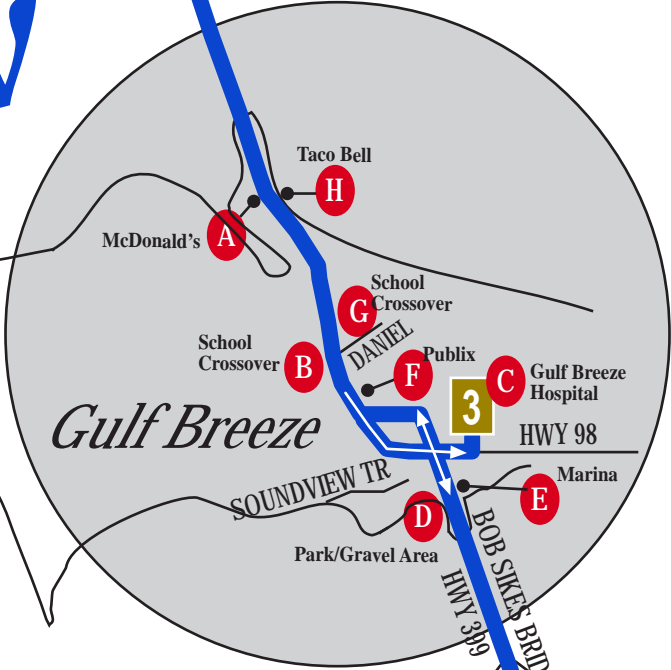 Taco Bell
H
A
McDonald's
School
Crossover
G
DANIEL
School
Crossover
B
Publix
F
C
Gulf Breeze
Hospital
3
Gulf Breeze
HWY 98
SOUNDVIEW TR
Marina
E
D
Park/Gravel Area
HWY 399
BOB SIKES BRID